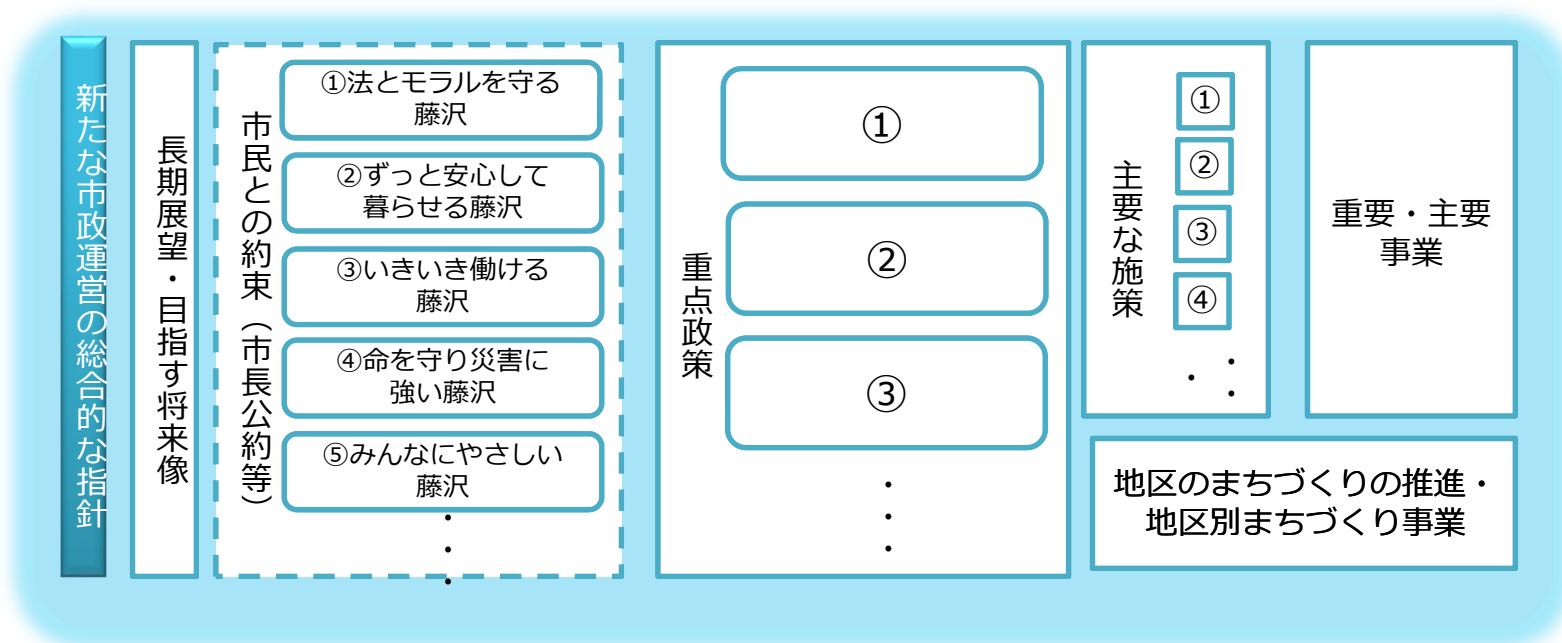 新たな市政運営の総合的な指針
長期展望・目指す将来像
市民との約束（市長公約等）
①法とモラルを守る
藤沢
②ずっと安心して
暮らせる藤沢
③いきいき働ける
藤沢
④命を守り災害に
強い藤沢
⑤みんなにやさしい
藤沢
・
・
・
重点政策
①
②
③
・
・
・
主要な施策
①
②
③
④
・・・
重要・主要
事業
地区のまちづくりの推進・
地区別まちづくり事業